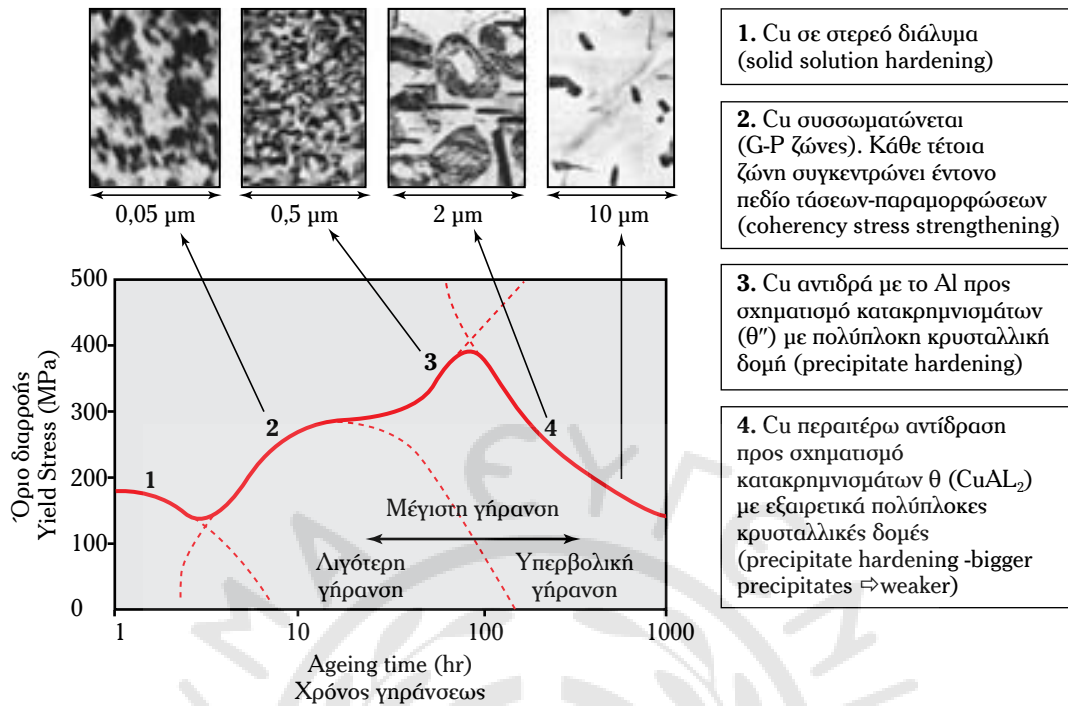 0,05 μm
0,5 μm
2 μm
10 μm
Όριο διαρροής
Yield Stress (MPa)
500
400
300
200
100
0
1
2
3
4
Μέγιστη γήρανση
Λιγότερη
γήρανση
Υπερβολική
γήρανση
1
10
100
1000
Ageing time (hr)
Χρόνος γηράνσεως
1. Cu σε στερεό διάλυμα
(solid solution hardening)
2. Cu συσσωματώνεται
(G-P ζώνες). Κάθε τέτοια
ζώνη συγκεντρώνει έντονο
πεδίο τάσεων-παραμορφώσεων
(coherency stress strengthening)
3. Cu αντιδρά με το Al προς
σχηματισμό κατακρημνισμάτων
(θ″) με πολύπλοκη κρυσταλλική
δομή (precipitate hardening)
4. Cu περαιτέρω αντίδραση
προς σχηματισμό
κατακρημνισμάτων θ (CuAL₂)
με εξαιρετικά πολύπλοκες
κρυσταλλικές δομές
(precipitate hardening -bigger
precipitates ⇨weaker)